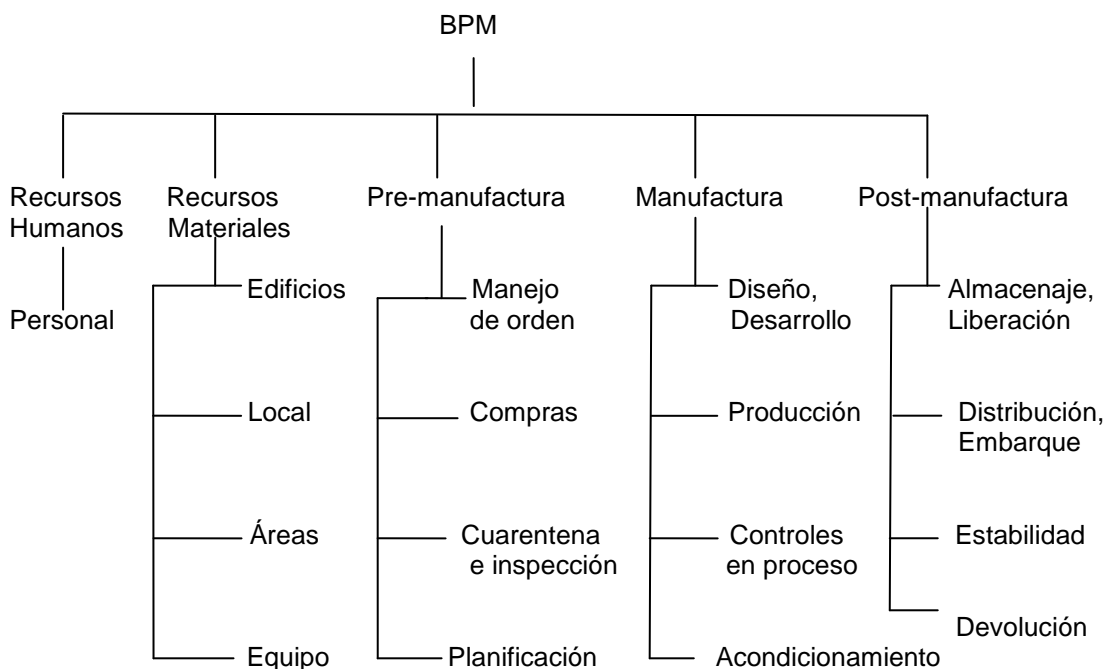 BPM
Recursos
Humanos
Personal
Recursos
Materiales
Edificios
Local
Áreas
Equipo
Pre-manufactura
Manejo
de orden
Compras
Cuarentena
e inspección
Planificación
Manufactura
Diseño,
Desarrollo
Producción
Controles
en proceso
Acondicionamiento
Post-manufactura
Almacenaje,
Liberación
Distribución,
Embarque
Estabilidad
Devolución